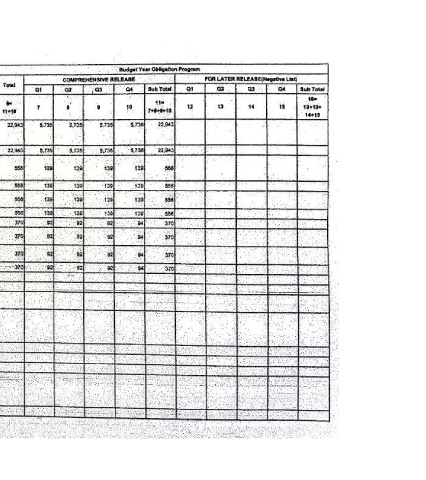 Budget Year Obligation Program
COMPREHENSIVE RELEASE FOR LATER RELEASE(Negative List)
Total Q1 Q2 Q3 Q4 Sub Total Q1 Q2 Q3 Q4 Sub Total
6= 11+16 7 8 9 10 11= 7+8+9+10 12 13 14 15 16= 12+13+ 14+15
22,943 5,735 5,735 5,735 5,738 22,943
22,943 5,735 5,735 5,735 5,738 22,943
556 139 139 139 139 556
556 139 139 139 139 556
556 139 139 139 139 556
556 139 139 139 139 556
370 92 92 92 94 370
370 92 92 92 94 370
370 92 92 92 94 370
370 92 92 92 94 370